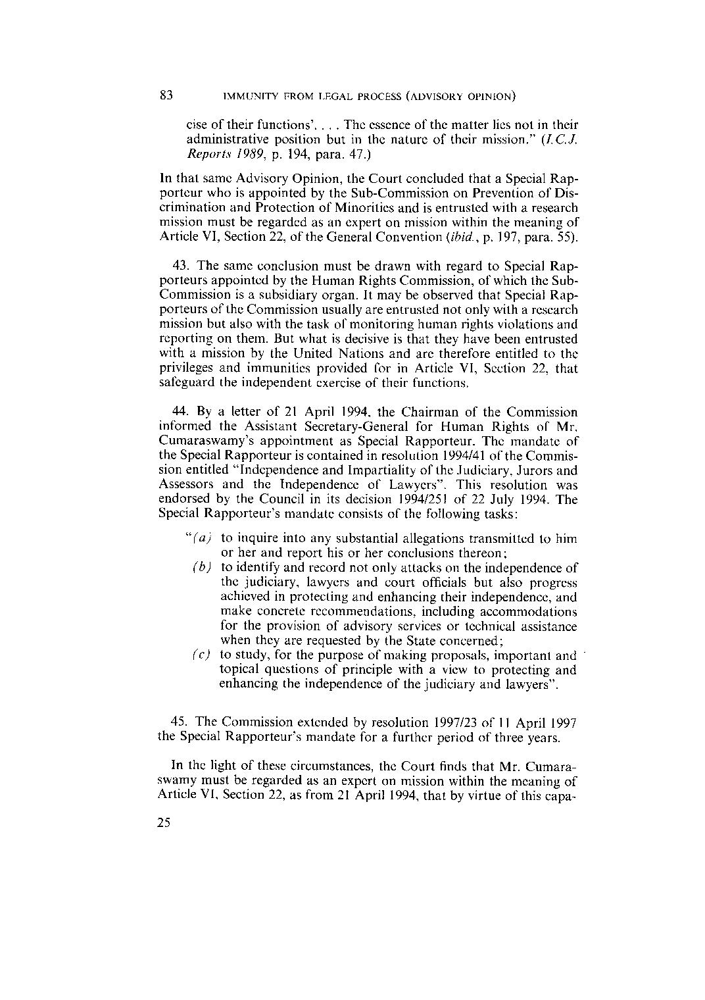 83 IMMUNITY FROM LEGAL PROCESS (ADVISORY OPINION)
cise of their functions'. . . . The essence of the matter lies not in their
administrative position but in the nature of their mission." (I.C.J.
Reports 1989, p. 194, para. 47.)
In that same Advisory Opinion, the Court concluded that a Special Rap-
porteur who is appointed by the Sub-Commission on Prevention of Dis-
crimination and Protection of Minorities and is entrusted with a research
mission must be regarded as an expert on mission within the meaning of
Article VI, Section 22, of the General Convention (ibid., p. 197, para. 55).
43. The same conclusion must be drawn with regard to Special Rap-
porteurs appointed by the Human Rights Commission, of which the Sub-
Commission is a subsidiary organ. It may be observed that Special Rap-
porteurs of the Commission usually are entrusted not only with a research
mission but also with the task of monitoring human rights violations and
reporting on them. But what is decisive is that they have been entrusted
with a mission by the United Nations and are therefore entitled to the
privileges and immunities provided for in Article VI, Section 22, that
safeguard the independent exercise of their functions.
44. By a letter of 21 April 1994, the Chairman of the Commission
informed the Assistant Secretary-General for Human Rights of Mr.
Cumaraswamy's appointment as Special Rapporteur. The mandate of
the Special Rapporteur is contained in resolution 1994/41 of the Commis-
sion entitled "Independence and Impartiality of the Judiciary, Jurors and
Assessors and the Independence of Lawyers". This resolution was
endorsed by the Council in its decision 1994/251 of 22 July 1994. The
Special Rapporteur's mandate consists of the following tasks:
"(a) to inquire into any substantial allegations transmitted to him
or her and report his or her conclusions thereon;
(b) to identify and record not only attacks on the independence of
the judiciary, lawyers and court officials but also progress
achieved in protecting and enhancing their independence, and
make concrete recommendations, including accommodations
for the provision of advisory services or technical assistance
when they are requested by the State concerned;
(c) to study, for the purpose of making proposals, important and
topical questions of principle with a view to protecting and
enhancing the independence of the judiciary and lawyers".
45. The Commission extended by resolution 1997/23 of 11 April 1997
the Special Rapporteur's mandate for a further period of three years.
In the light of these circumstances, the Court finds that Mr. Cumara-
swamy must be regarded as an expert on mission within the meaning of
Article VI, Section 22, as from 21 April 1994, that by virtue of this capa-
25